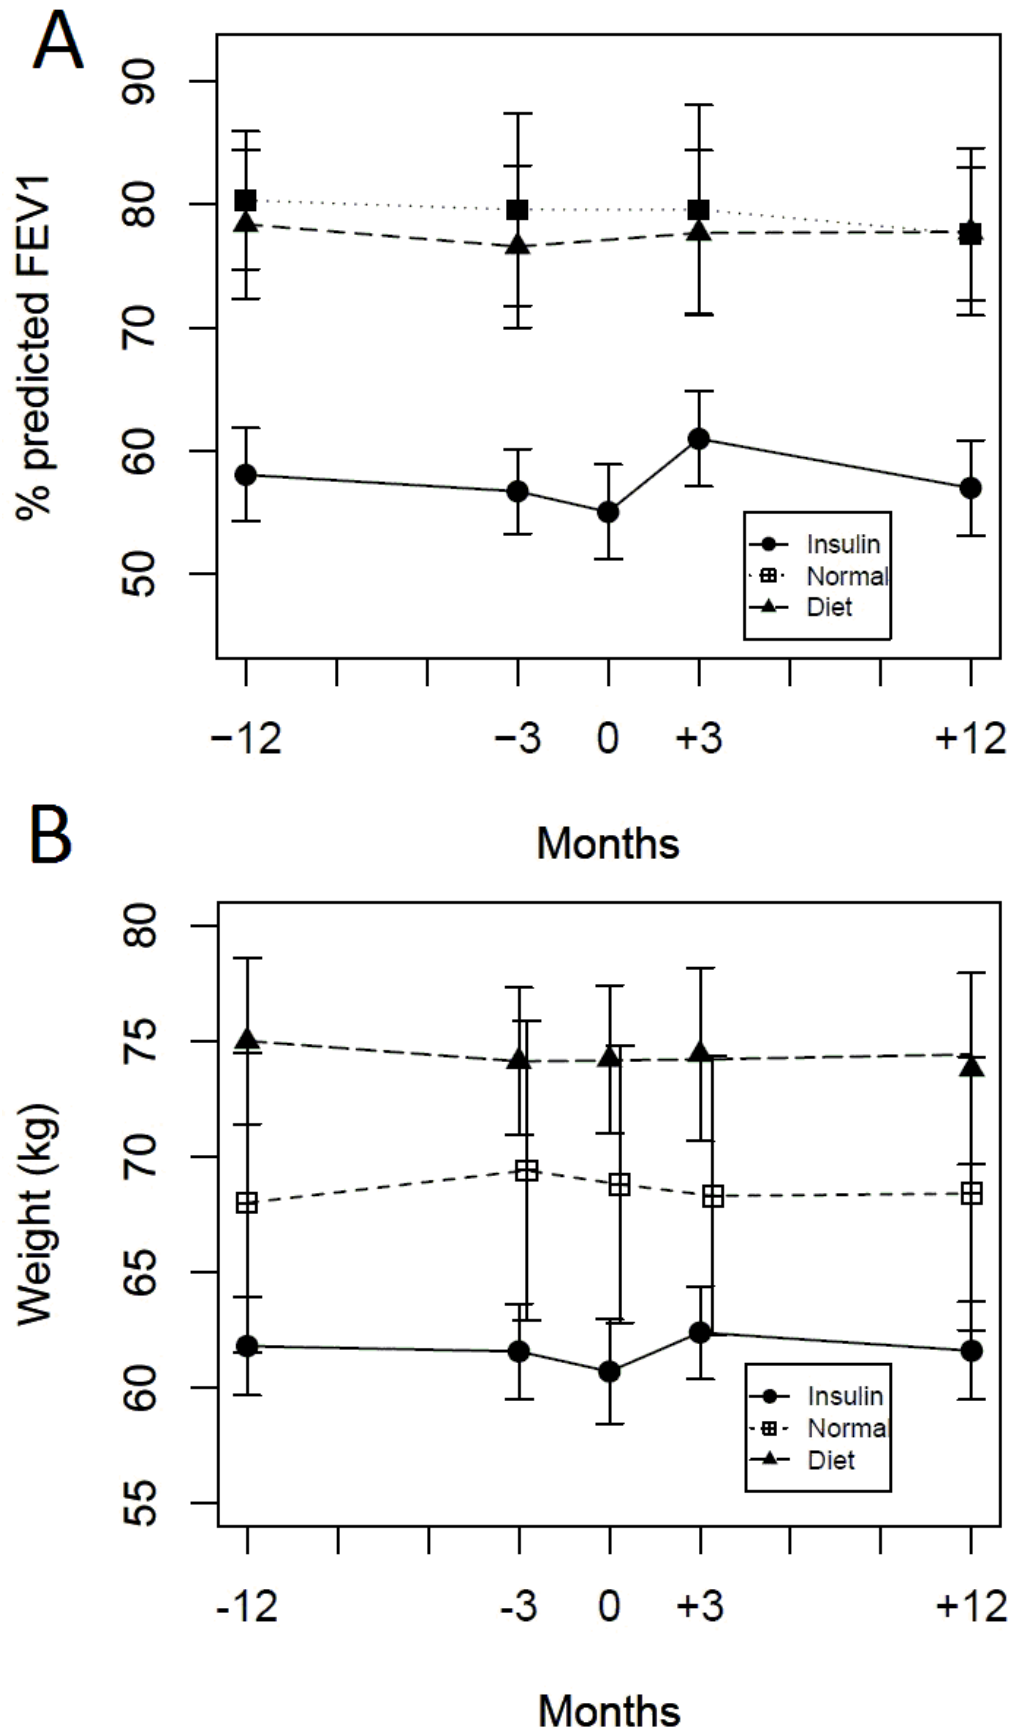 A
% predicted FEV1
90
80
70
60
50
Insulin
Normal
Diet
−12 −3 0 +3 +12
Months
B
Weight (kg)
80
75
70
65
60
55
Insulin
Normal
Diet
-12 -3 0 +3 +12
Months